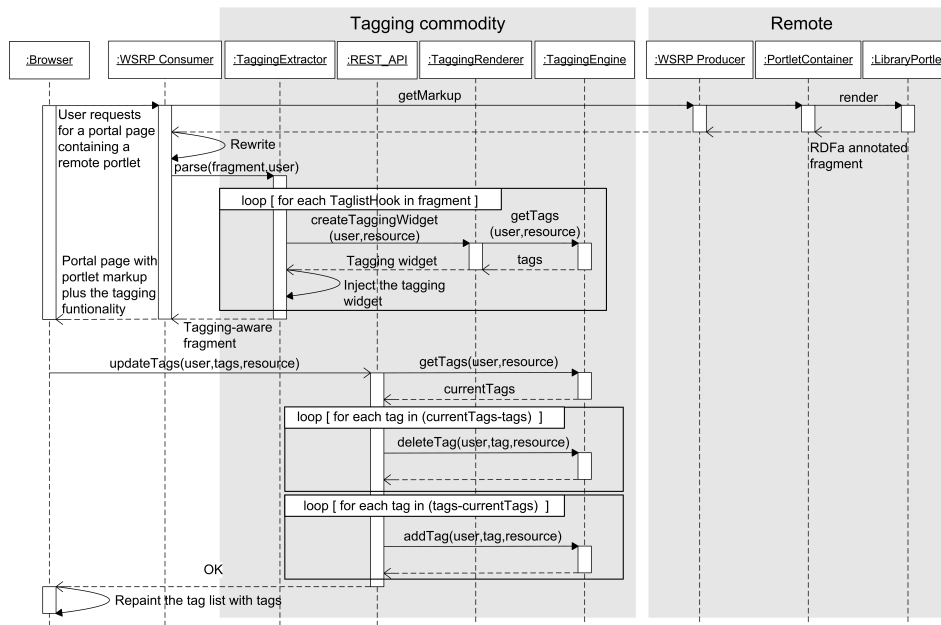 Tagging commodity
Remote
:Browser
:WSRP Consumer
:TaggingExtractor
:REST_API
:TaggingRenderer
:TaggingEngine
:WSRP Producer
:PortletContainer
:LibraryPortle
getMarkup
render
User requests
for a portal page
containing a
remote portlet
Rewrite
RDFa annotated
fragment
parse(fragment,user)
loop [ for each TaglistHook in fragment ]
createTaggingWidget
(user,resource)
getTags
(user,resource)
Tagging widget
tags
Inject the tagging
widget
Portal page with
portlet markup
plus the tagging
funtionality
Tagging-aware
fragment
updateTags(user,tags,resource)
getTags(user,resource)
currentTags
loop [ for each tag in (currentTags-tags) ]
deleteTag(user,tag,resource)
loop [ for each tag in (tags-currentTags) ]
addTag(user,tag,resource)
OK
Repaint the tag list with tags